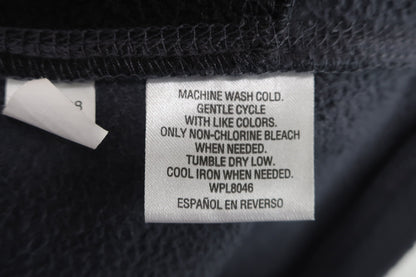 8
MACHINE WASH COLD.
GENTLE CYCLE
WITH LIKE COLORS.
ONLY NON-CHLORINE BLEACH
WHEN NEEDED.
TUMBLE DRY LOW.
COOL IRON WHEN NEEDED.
WPL8046
ESPAÑOL EN REVERSO